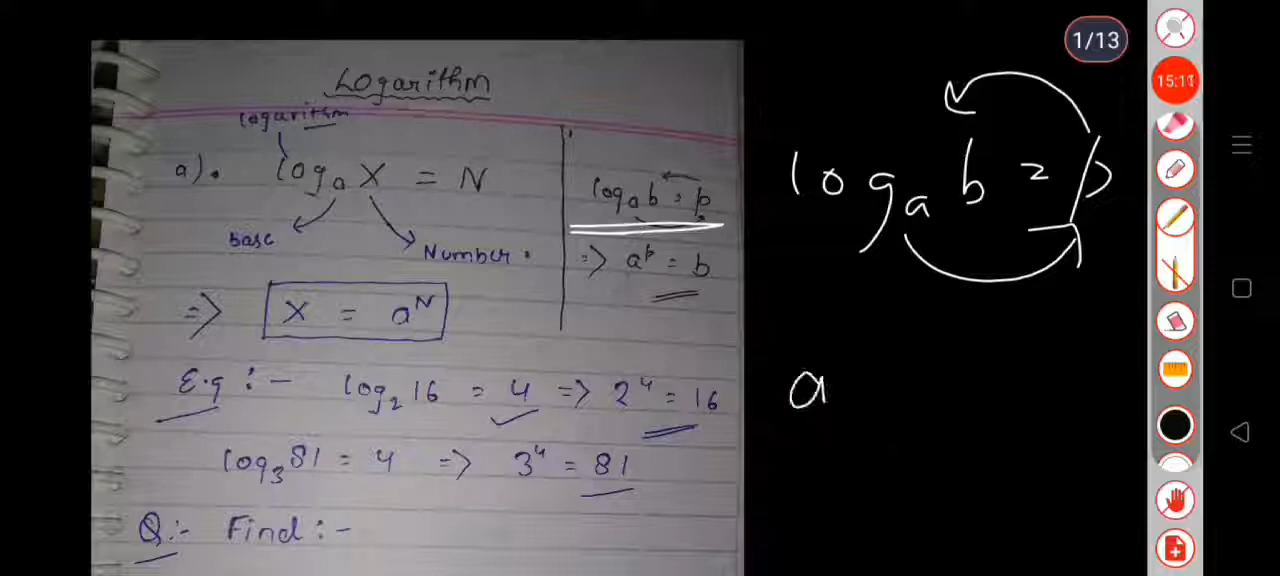 Logarithm
logarithm
a). log_a X = N
Base
Number.
=> X = a^N
log_a b = p
=> a^p = b
E.g :- log_2 16 = 4 => 2^4 = 16
log_3 81 = 4 => 3^4 = 81
Q:- Find :-
1/13
log_a b = p
a
15:11